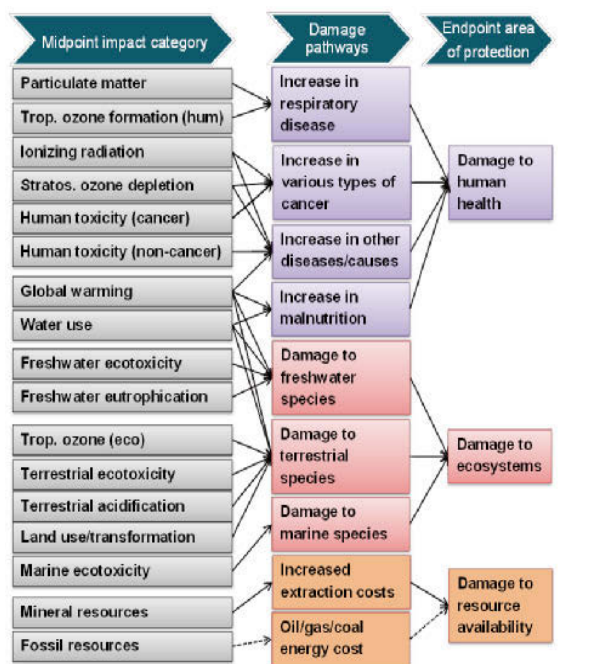 Midpoint impact category
Damage
pathways
Endpoint area
of protection
Particulate matter
Trop. ozone formation (hum)
Ionizing radiation
Stratos. ozone depletion
Human toxicity (cancer)
Human toxicity (non-cancer)
Global warming
Water use
Freshwater ecotoxicity
Freshwater eutrophication
Trop. ozone (eco)
Terrestrial ecotoxicity
Terrestrial acidification
Land use/transformation
Marine ecotoxicity
Mineral resources
Fossil resources
Increase in
respiratory
disease
Increase in
various types of
cancer
Increase in other
diseases/causes
Increase in
malnutrition
Damage to
freshwater
species
Damage to
terrestrial
species
Damage to
marine species
Increased
extraction costs
Oil/gas/coal
energy cost
Damage to
human
health
Damage to
ecosystems
Damage to
resource
availability